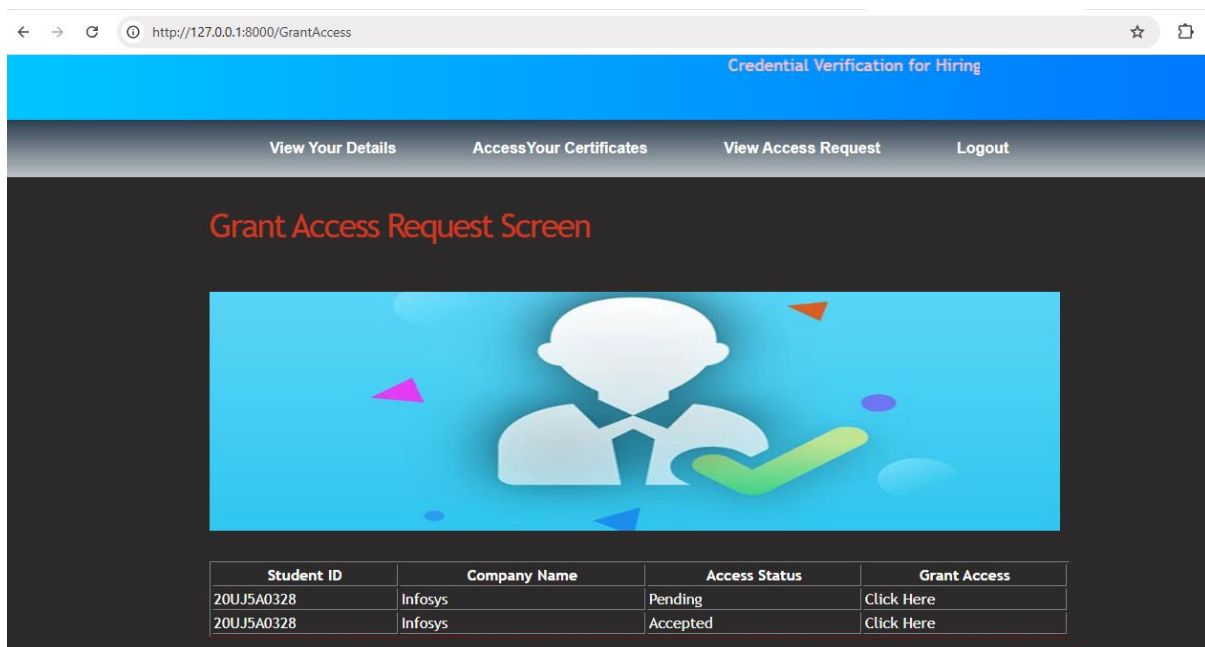 http://127.0.0.1:8000/GrantAccess
Credential Verification for Hiring
View Your Details AccessYour Certificates View Access Request Logout
Grant Access Request Screen
Student ID Company Name Access Status Grant Access
20UJ5A0328 Infosys Pending Click Here
20UJ5A0328 Infosys Accepted Click Here